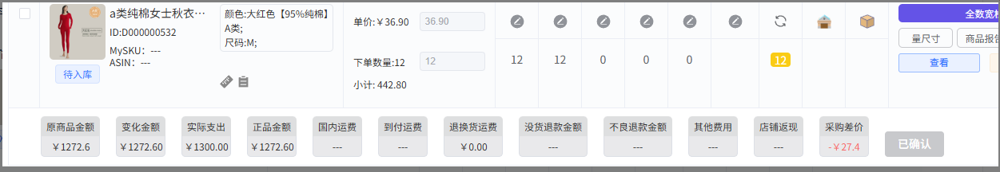 a类纯棉女士秋衣…
ID:D000000532
MySKU： ---
ASIN： ---
待入库
颜色:大红色【95%纯棉】
A类;
尺码:M;
单价:￥36.90
36.90
下单数量:12
12
小计: 442.80
12 12 0 0 0 12
全数宽松
量尺寸
商品报告
查看
原商品金额 变化金额 实际支出 正品金额 国内运费 到付运费 退换货运费 没货退款金额 不良退款金额 其他费用 店铺返现 采购差价
￥1272.6 ￥1272.60 ￥1300.00 ￥1272.60 --- --- ￥0.00 --- --- --- --- -￥27.4
已确认